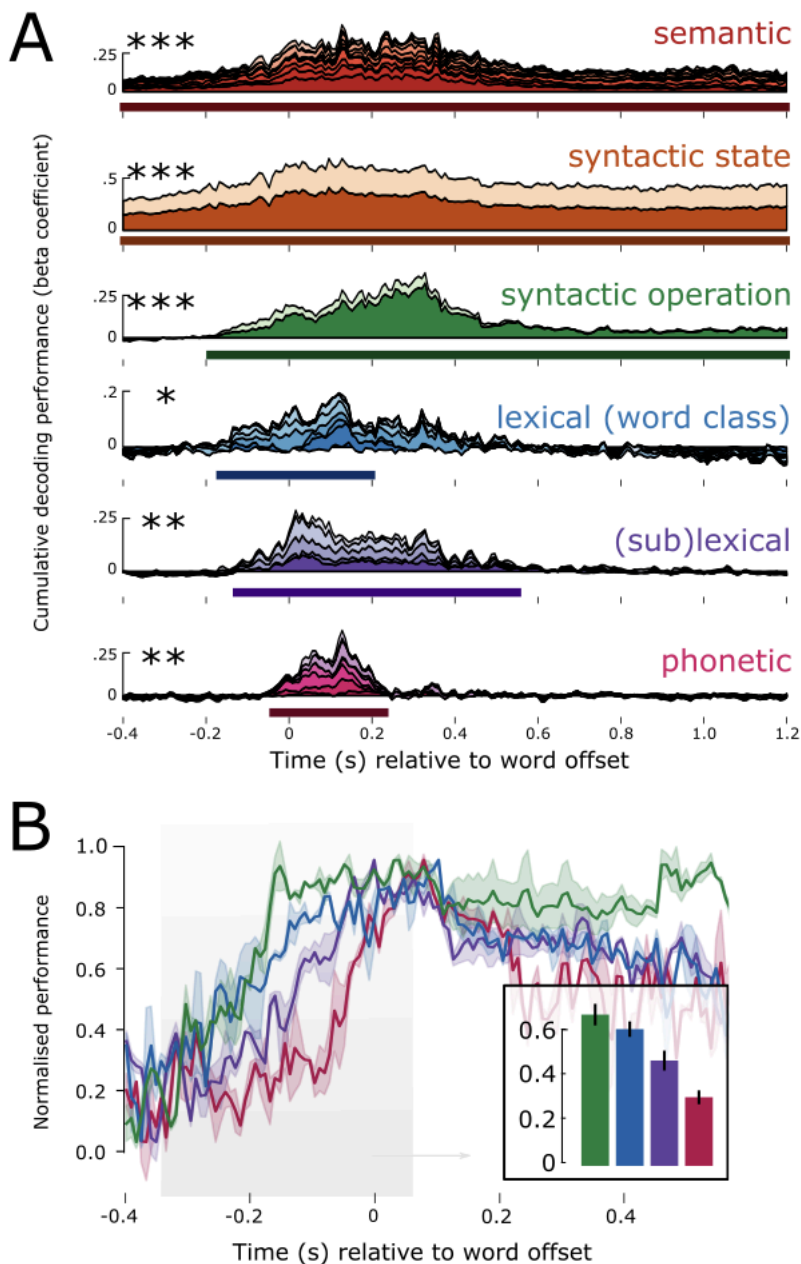 A
semantic
***
.25
0
syntactic state
***
.5
0
syntactic operation
***
.25
0
lexical (word class)
*
.2
0
(sub)lexical
**
.25
0
phonetic
**
.25
0
Cumulative decoding performance (beta coefficient)
-0.4 -0.2 0 0.2 0.4 0.6 0.8 1.0 1.2
Time (s) relative to word offset
B
Normalised performance
1.0
0.8
0.6
0.4
0.2
0.0
0.6
0.4
0.2
0
-0.4 -0.2 0 0.2 0.4
Time (s) relative to word offset